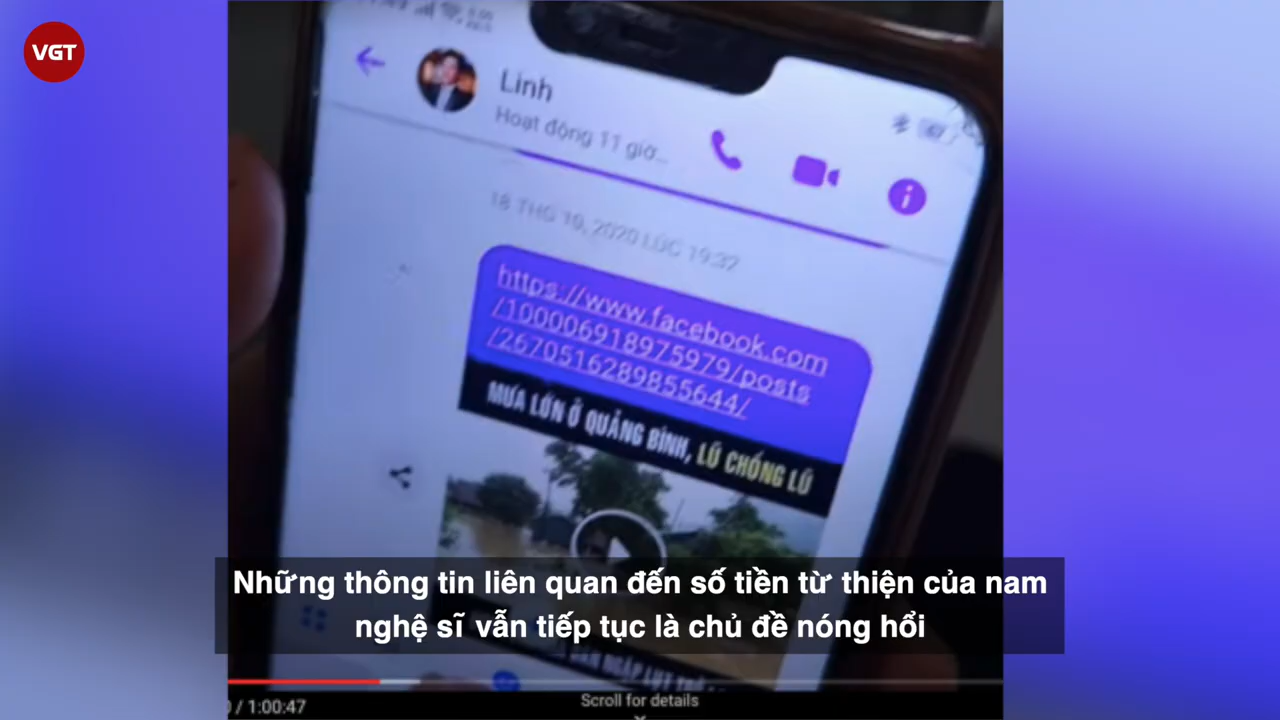 VGT
Linh
Hoạt động 11 giờ...
18 THG 10, 2020 LÚC 19:32
https://www.facebook.com
/100006918975979/posts
/2670516289855644/
MƯA LỚN Ở QUẢNG BÌNH, LŨ CHỒNG LŨ
Những thông tin liên quan đến số tiền từ thiện của nam
nghệ sĩ vẫn tiếp tục là chủ đề nóng hổi
/ 1:00:47
Scroll for details